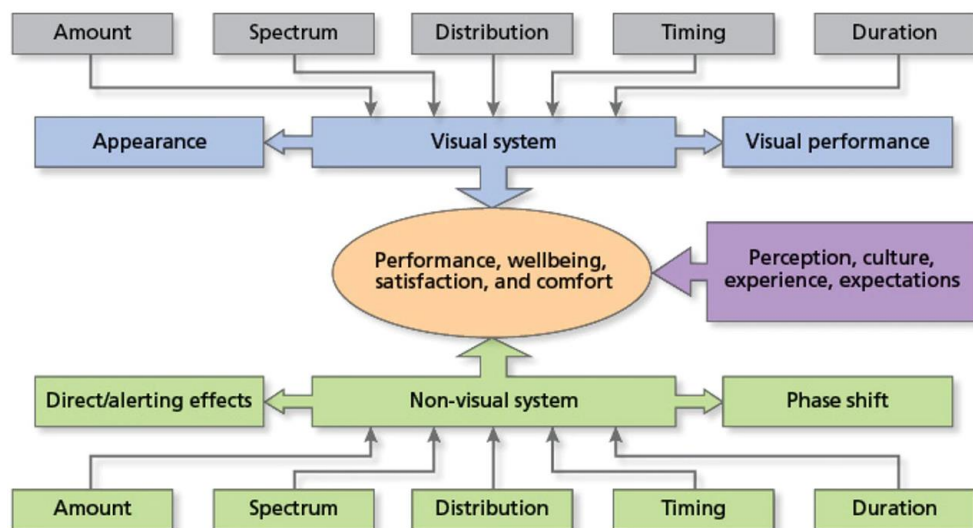 Amount
Spectrum
Distribution
Timing
Duration
Appearance
Visual system
Visual performance
Performance, wellbeing,
satisfaction, and comfort
Perception, culture,
experience, expectations
Direct/alerting effects
Non-visual system
Phase shift
Amount
Spectrum
Distribution
Timing
Duration